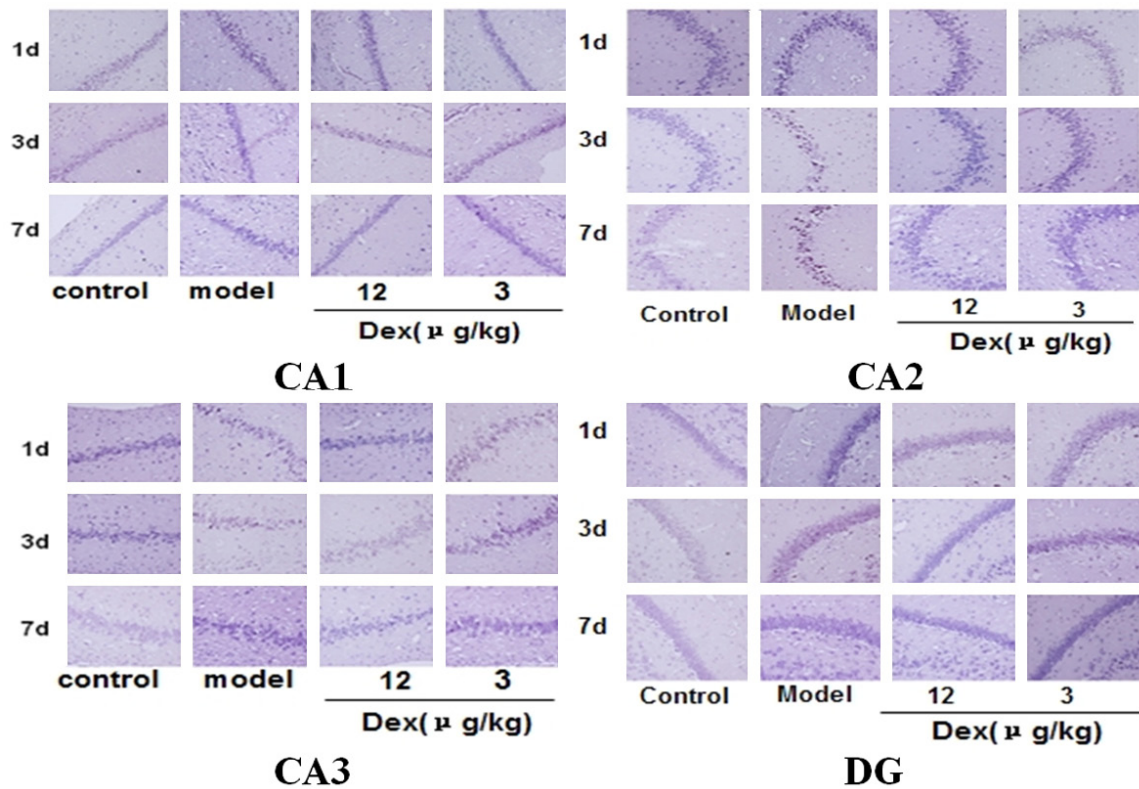 1d
3d
7d
control model 12 3
Dex(μ g/kg)
CA1
1d
3d
7d
Control Model 12 3
Dex(μ g/kg)
CA2
1d
3d
7d
control model 12 3
Dex(μ g/kg)
CA3
1d
3d
7d
Control Model 12 3
Dex(μ g/kg)
DG